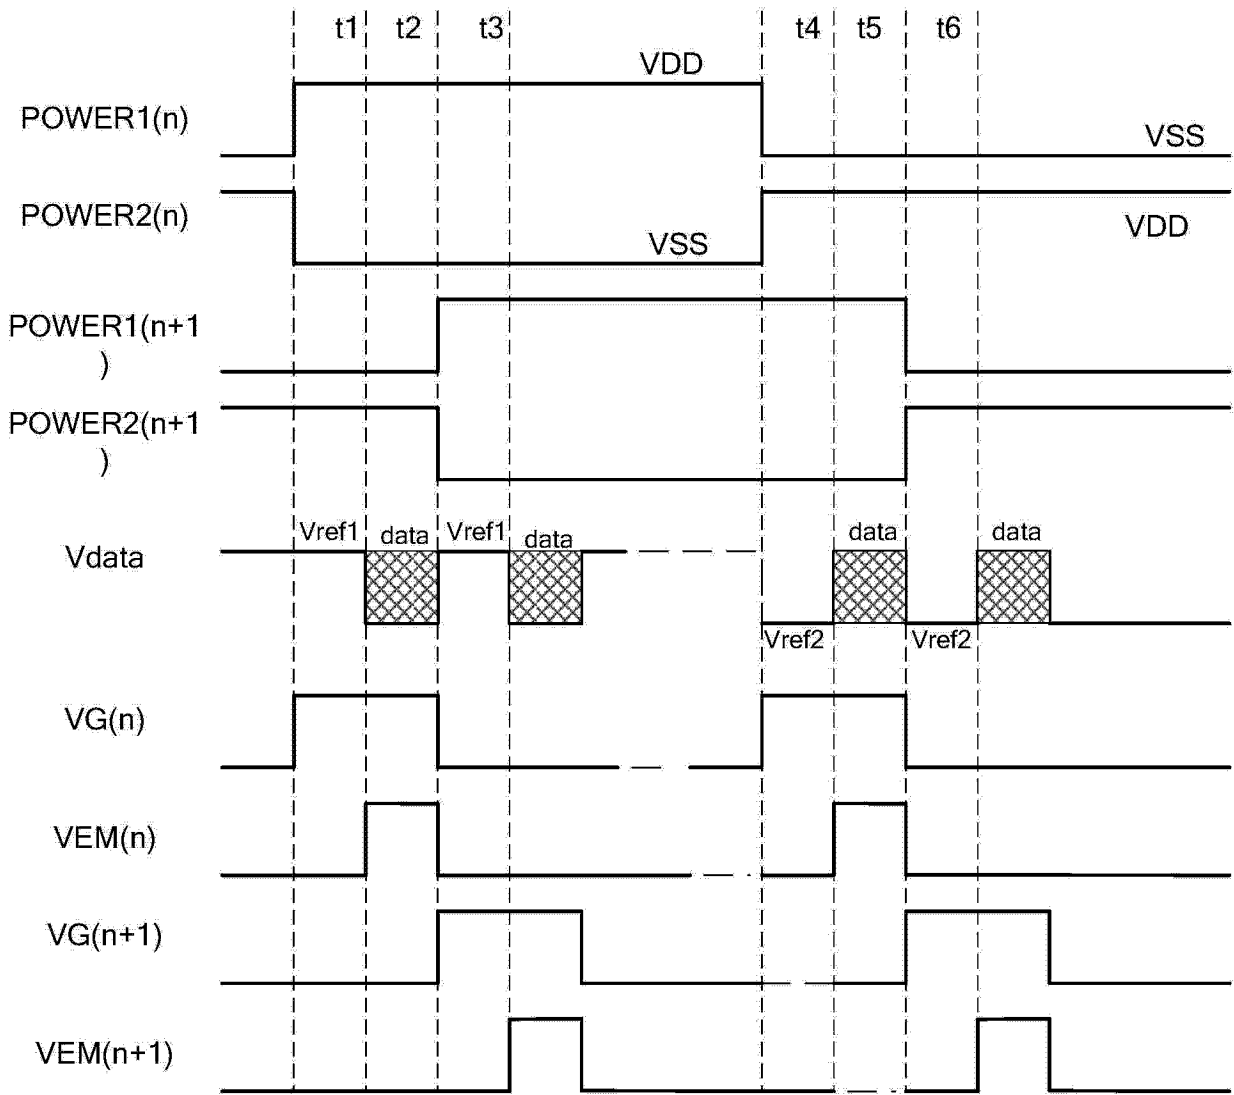 t1 t2 t3 t4 t5 t6
VDD
POWER1(n)
VSS
POWER2(n)
VDD
VSS
POWER1(n+1
)
POWER2(n+1
)
Vref1 data Vref1 data data data
Vdata
Vref2 Vref2
VG(n)
VEM(n)
VG(n+1)
VEM(n+1)